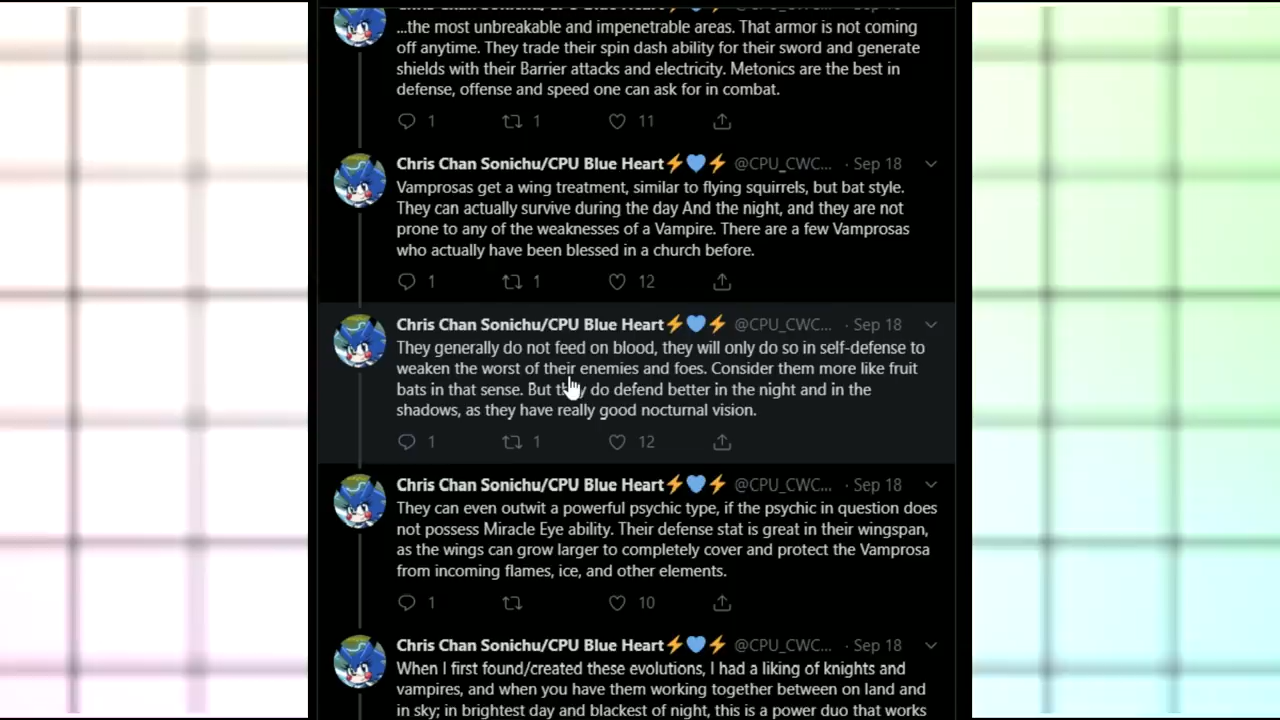 Chris Chan Sonichu/CPU Blue Heart⚡💙⚡ @CPU_CWC... · Sep 18
...the most unbreakable and impenetrable areas. That armor is not coming
off anytime. They trade their spin dash ability for their sword and generate
shields with their Barrier attacks and electricity. Metonics are the best in
defense, offense and speed one can ask for in combat.
1 1 11
Chris Chan Sonichu/CPU Blue Heart⚡💙⚡ @CPU_CWC... · Sep 18
Vamprosas get a wing treatment, similar to flying squirrels, but bat style.
They can actually survive during the day And the night, and they are not
prone to any of the weaknesses of a Vampire. There are a few Vamprosas
who actually have been blessed in a church before.
1 1 12
Chris Chan Sonichu/CPU Blue Heart⚡💙⚡ @CPU_CWC... · Sep 18
They generally do not feed on blood, they will only do so in self-defense to
weaken the worst of their enemies and foes. Consider them more like fruit
bats in that sense. But they do defend better in the night and in the
shadows, as they have really good nocturnal vision.
1 1 12
Chris Chan Sonichu/CPU Blue Heart⚡💙⚡ @CPU_CWC... · Sep 18
They can even outwit a powerful psychic type, if the psychic in question does
not possess Miracle Eye ability. Their defense stat is great in their wingspan,
as the wings can grow larger to completely cover and protect the Vamprosa
from incoming flames, ice, and other elements.
1 10
Chris Chan Sonichu/CPU Blue Heart⚡💙⚡ @CPU_CWC... · Sep 18
When I first found/created these evolutions, I had a liking of knights and
vampires, and when you have them working together between on land and
in sky; in brightest day and blackest of night, this is a power duo that works